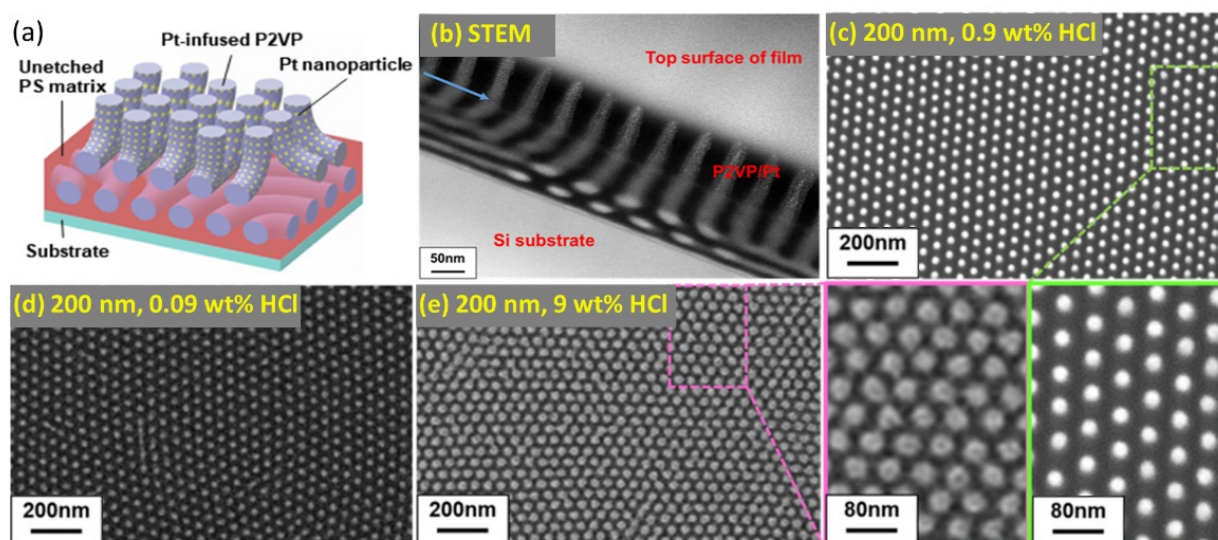 (a)
Pt-infused P2VP
Unetched
PS matrix
Pt nanoparticle
Substrate
(b) STEM
Top surface of film
P2VP/Pt
Si substrate
50nm
(c) 200 nm, 0.9 wt% HCl
200nm
(d) 200 nm, 0.09 wt% HCl
200nm
(e) 200 nm, 9 wt% HCl
200nm
80nm
80nm